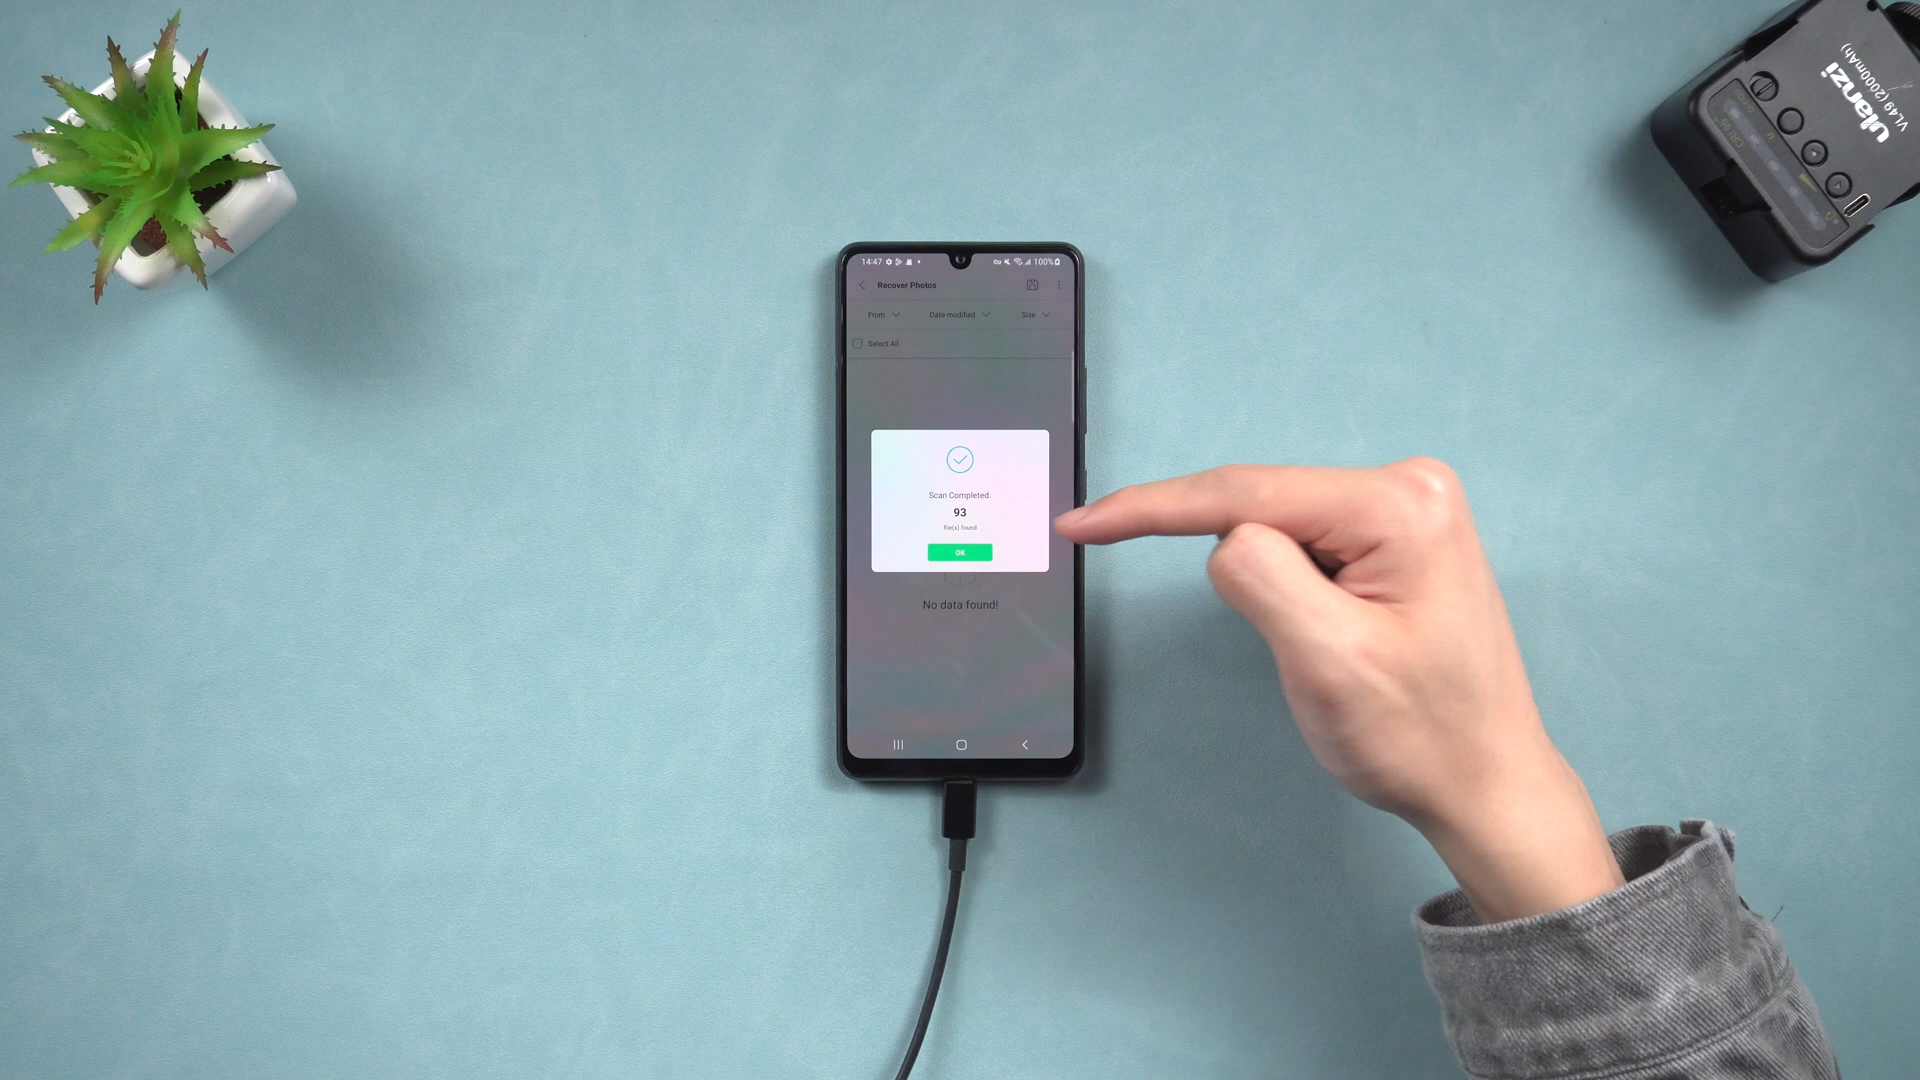 14:47
100%
Recover Photos
From
Date modified
Size
Select All
Scan Completed.
93
file(s) found
OK
No data found!
ulanzi
VL49 (2000mAh)